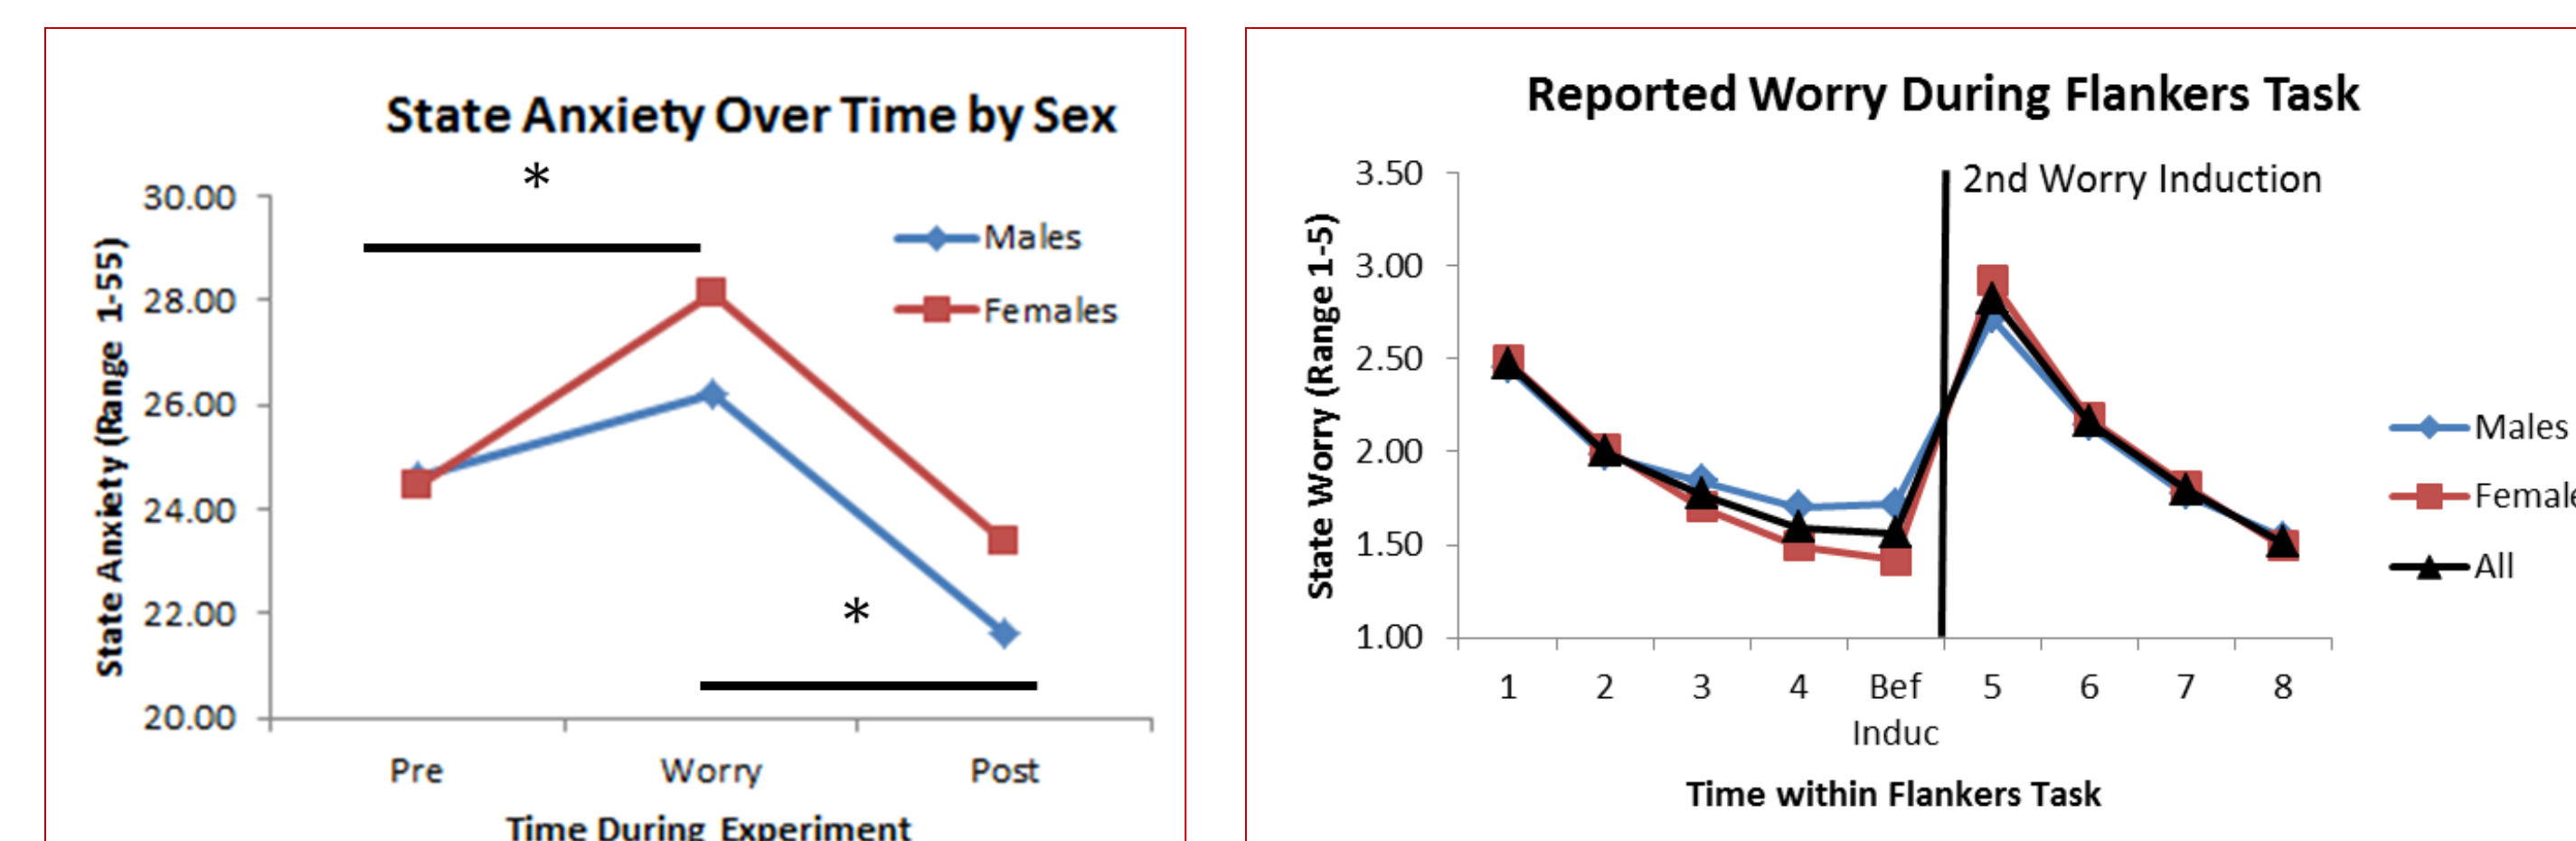 State Anxiety Over Time by Sex
*
30.00
28.00
26.00
24.00
22.00
20.00
State Anxiety (Range 1-55)
Males
Females
*
Pre Worry Post
Time During Experiment
Reported Worry During Flankers Task
2nd Worry Induction
3.50
3.00
2.50
2.00
1.50
1.00
State Worry (Range 1-5)
1 2 3 4 Bef 5 6 7 8
Induc
Time within Flankers Task
Males
Female
All